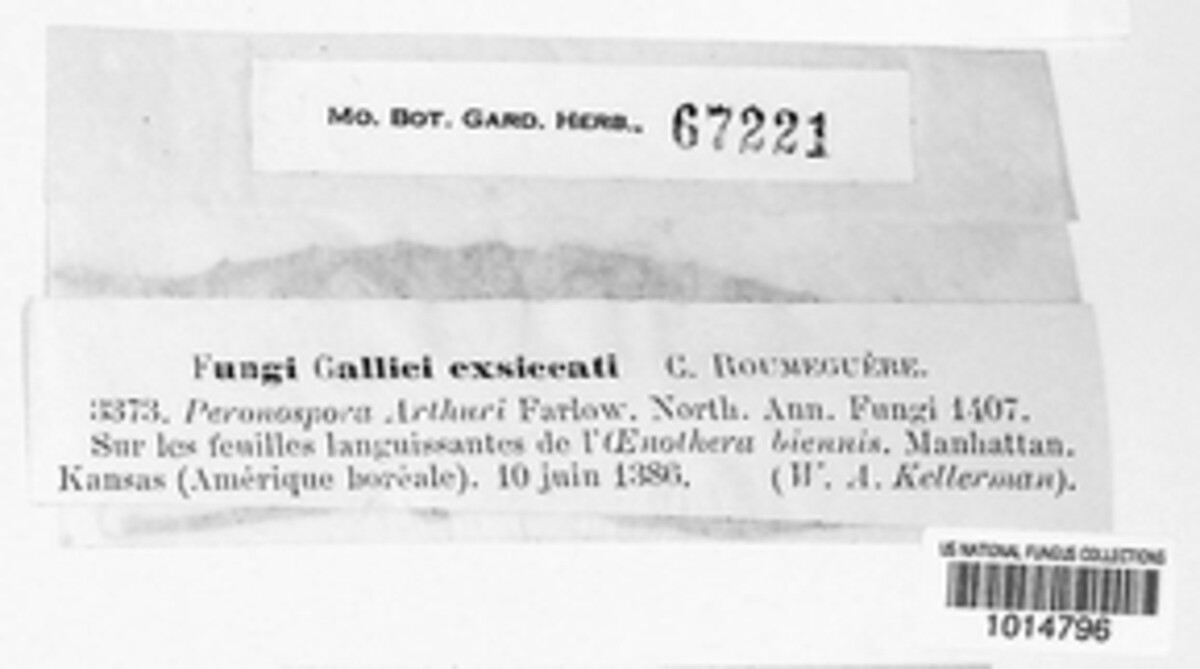 MO. BOT. GARD. HERB. 67221
Fungi Gallici exsiccati C. ROUMEGUÈRE.
3373. Peronospora Arthuri Farlow. North. Ann. Fungi 1407.
Sur les feuilles languissantes de l'Œnothera biennis. Manhattan.
Kansas (Amérique boréale). 10 juin 1886. (W. A. Kellerman).
US NATIONAL FUNGUS COLLECTIONS
1014796